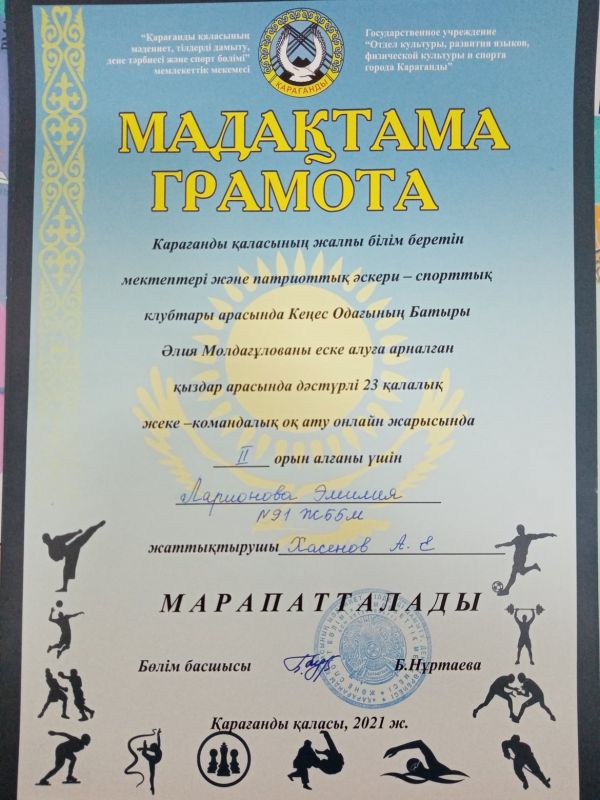 “Қарағанды қаласының
мәдениет, тілдерді дамыту,
дене тәрбиесі және спорт бөлімі”
мемлекеттік мекемесі
Государственное учреждение
“Отдел культуры, развития языков,
физической культуры и спорта
города Караганды”
ҚАРАҒАНДЫ
МАДАҚТАМА
ГРАМОТА
Қарағанды қаласының жалпы білім беретін
мектептері және патриоттық әскери – спорттық
клубтары арасында Кеңес Одағының Батыры
Әлия Молдағұлованы еске алуға арналған
қыздар арасында дәстүрлі 23 қалалық
жеке –командалық оқ ату онлайн жарысында
II орын алғаны үшін
Ларионова Эмилия
№91 ЖББМ
жаттықтырушы Хасенов А. Е
МАРАПАТТАЛАДЫ
Бөлім басшысы Б.Нұртаева
Қарағанды қаласы, 2021 ж.